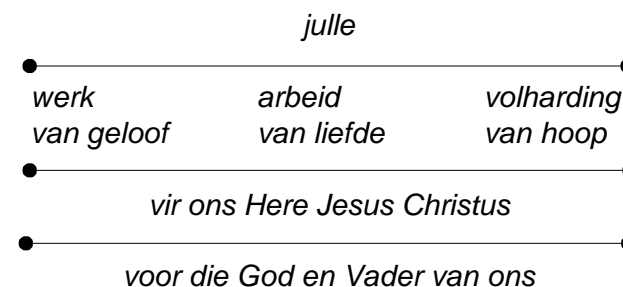 julle
werk arbeid volharding
van geloof van liefde van hoop
vir ons Here Jesus Christus
voor die God en Vader van ons